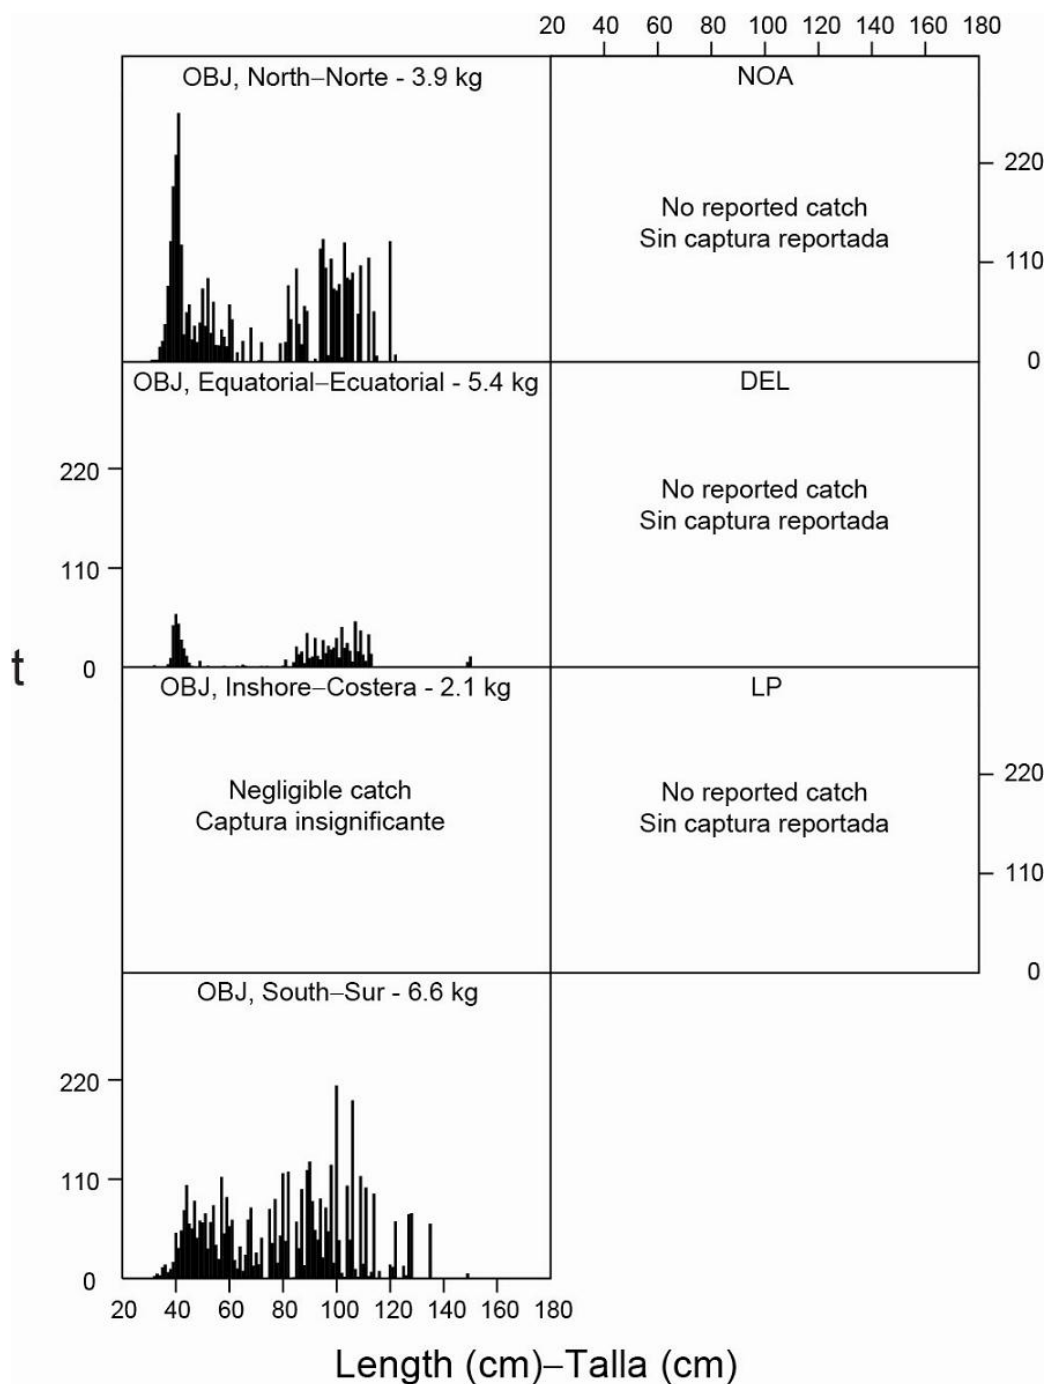 20 40 60 80 100 120 140 160 180
OBJ, North–Norte - 3.9 kg
NOA
No reported catch
Sin captura reportada
220
110
0
OBJ, Equatorial–Ecuatorial - 5.4 kg
DEL
220
110
0
No reported catch
Sin captura reportada
t
OBJ, Inshore–Costera - 2.1 kg
LP
Negligible catch
Captura insignificante
No reported catch
Sin captura reportada
220
110
0
OBJ, South–Sur - 6.6 kg
220
110
0
20 40 60 80 100 120 140 160 180
Length (cm)–Talla (cm)